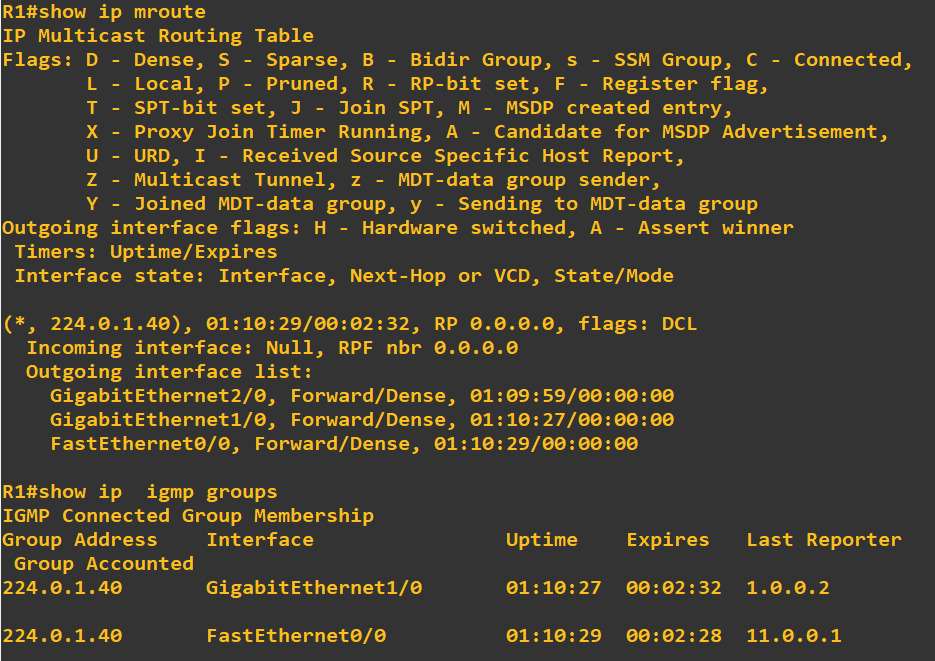 R1#show ip mroute
IP Multicast Routing Table
Flags: D - Dense, S - Sparse, B - Bidir Group, s - SSM Group, C - Connected,
       L - Local, P - Pruned, R - RP-bit set, F - Register flag,
       T - SPT-bit set, J - Join SPT, M - MSDP created entry,
       X - Proxy Join Timer Running, A - Candidate for MSDP Advertisement,
       U - URD, I - Received Source Specific Host Report,
       Z - Multicast Tunnel, z - MDT-data group sender,
       Y - Joined MDT-data group, y - Sending to MDT-data group
Outgoing interface flags: H - Hardware switched, A - Assert winner
 Timers: Uptime/Expires
 Interface state: Interface, Next-Hop or VCD, State/Mode

(*, 224.0.1.40), 01:10:29/00:02:32, RP 0.0.0.0, flags: DCL
  Incoming interface: Null, RPF nbr 0.0.0.0
  Outgoing interface list:
    GigabitEthernet2/0, Forward/Dense, 01:09:59/00:00:00
    GigabitEthernet1/0, Forward/Dense, 01:10:27/00:00:00
    FastEthernet0/0, Forward/Dense, 01:10:29/00:00:00

R1#show ip  igmp groups
IGMP Connected Group Membership
Group Address    Interface                Uptime    Expires   Last Reporter
 Group Accounted
224.0.1.40       GigabitEthernet1/0       01:10:27  00:02:32  1.0.0.2

224.0.1.40       FastEthernet0/0          01:10:29  00:02:28  11.0.0.1